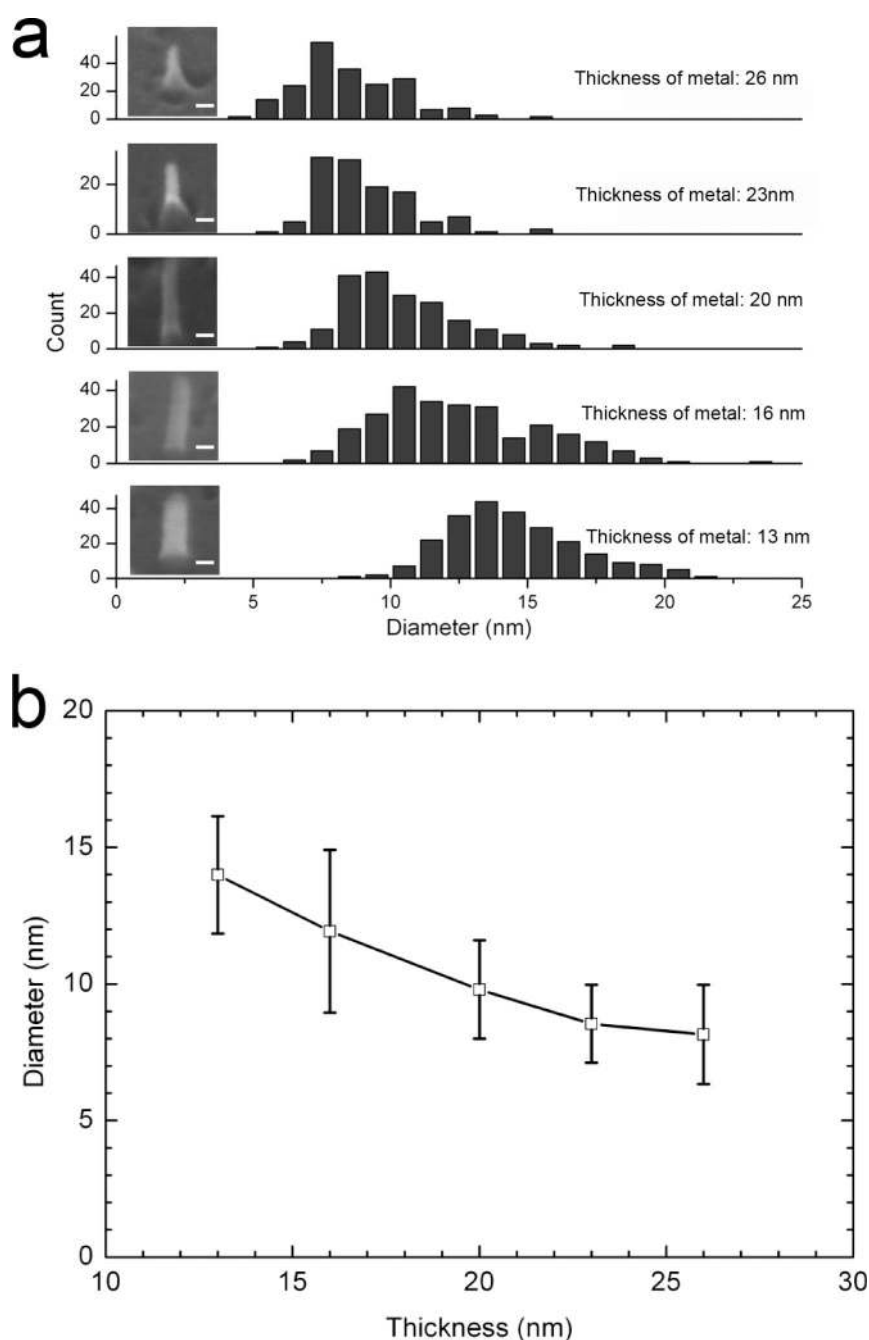 a
40
20
0
Thickness of metal: 26 nm
20
0
Thickness of metal: 23nm
40
20
0
Thickness of metal: 20 nm
Count
40
20
0
Thickness of metal: 16 nm
40
20
0
Thickness of metal: 13 nm
0 5 10 15 20 25
Diameter (nm)
b
20
15
10
5
0
Diameter (nm)
10 15 20 25 30
Thickness (nm)